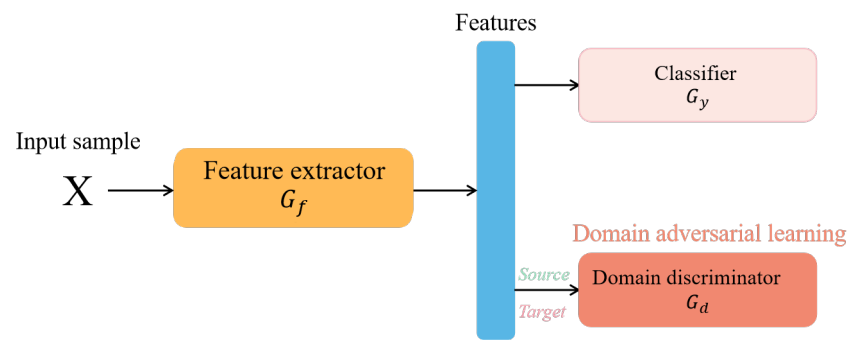 Features
Classifier
G_y
Input sample
X
Feature extractor
G_f
Domain adversarial learning
Source
Target
Domain discriminator
G_d